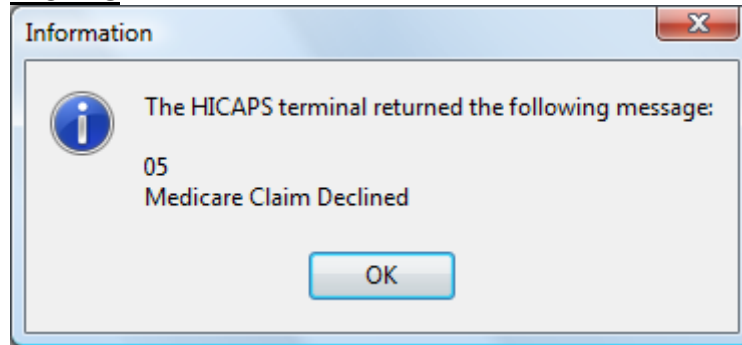 Information
The HICAPS terminal returned the following message:
05
Medicare Claim Declined
OK